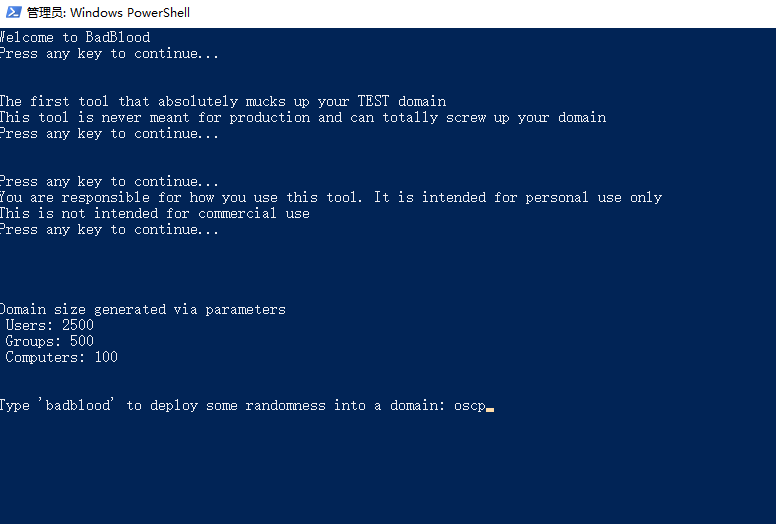 管理员: Windows PowerShell
Welcome to BadBlood
Press any key to continue...
The first tool that absolutely mucks up your TEST domain
This tool is never meant for production and can totally screw up your domain
Press any key to continue...
Press any key to continue...
You are responsible for how you use this tool. It is intended for personal use only
This is not intended for commercial use
Press any key to continue...
Domain size generated via parameters
Users: 2500
Groups: 500
Computers: 100
Type 'badblood' to deploy some randomness into a domain: oscp